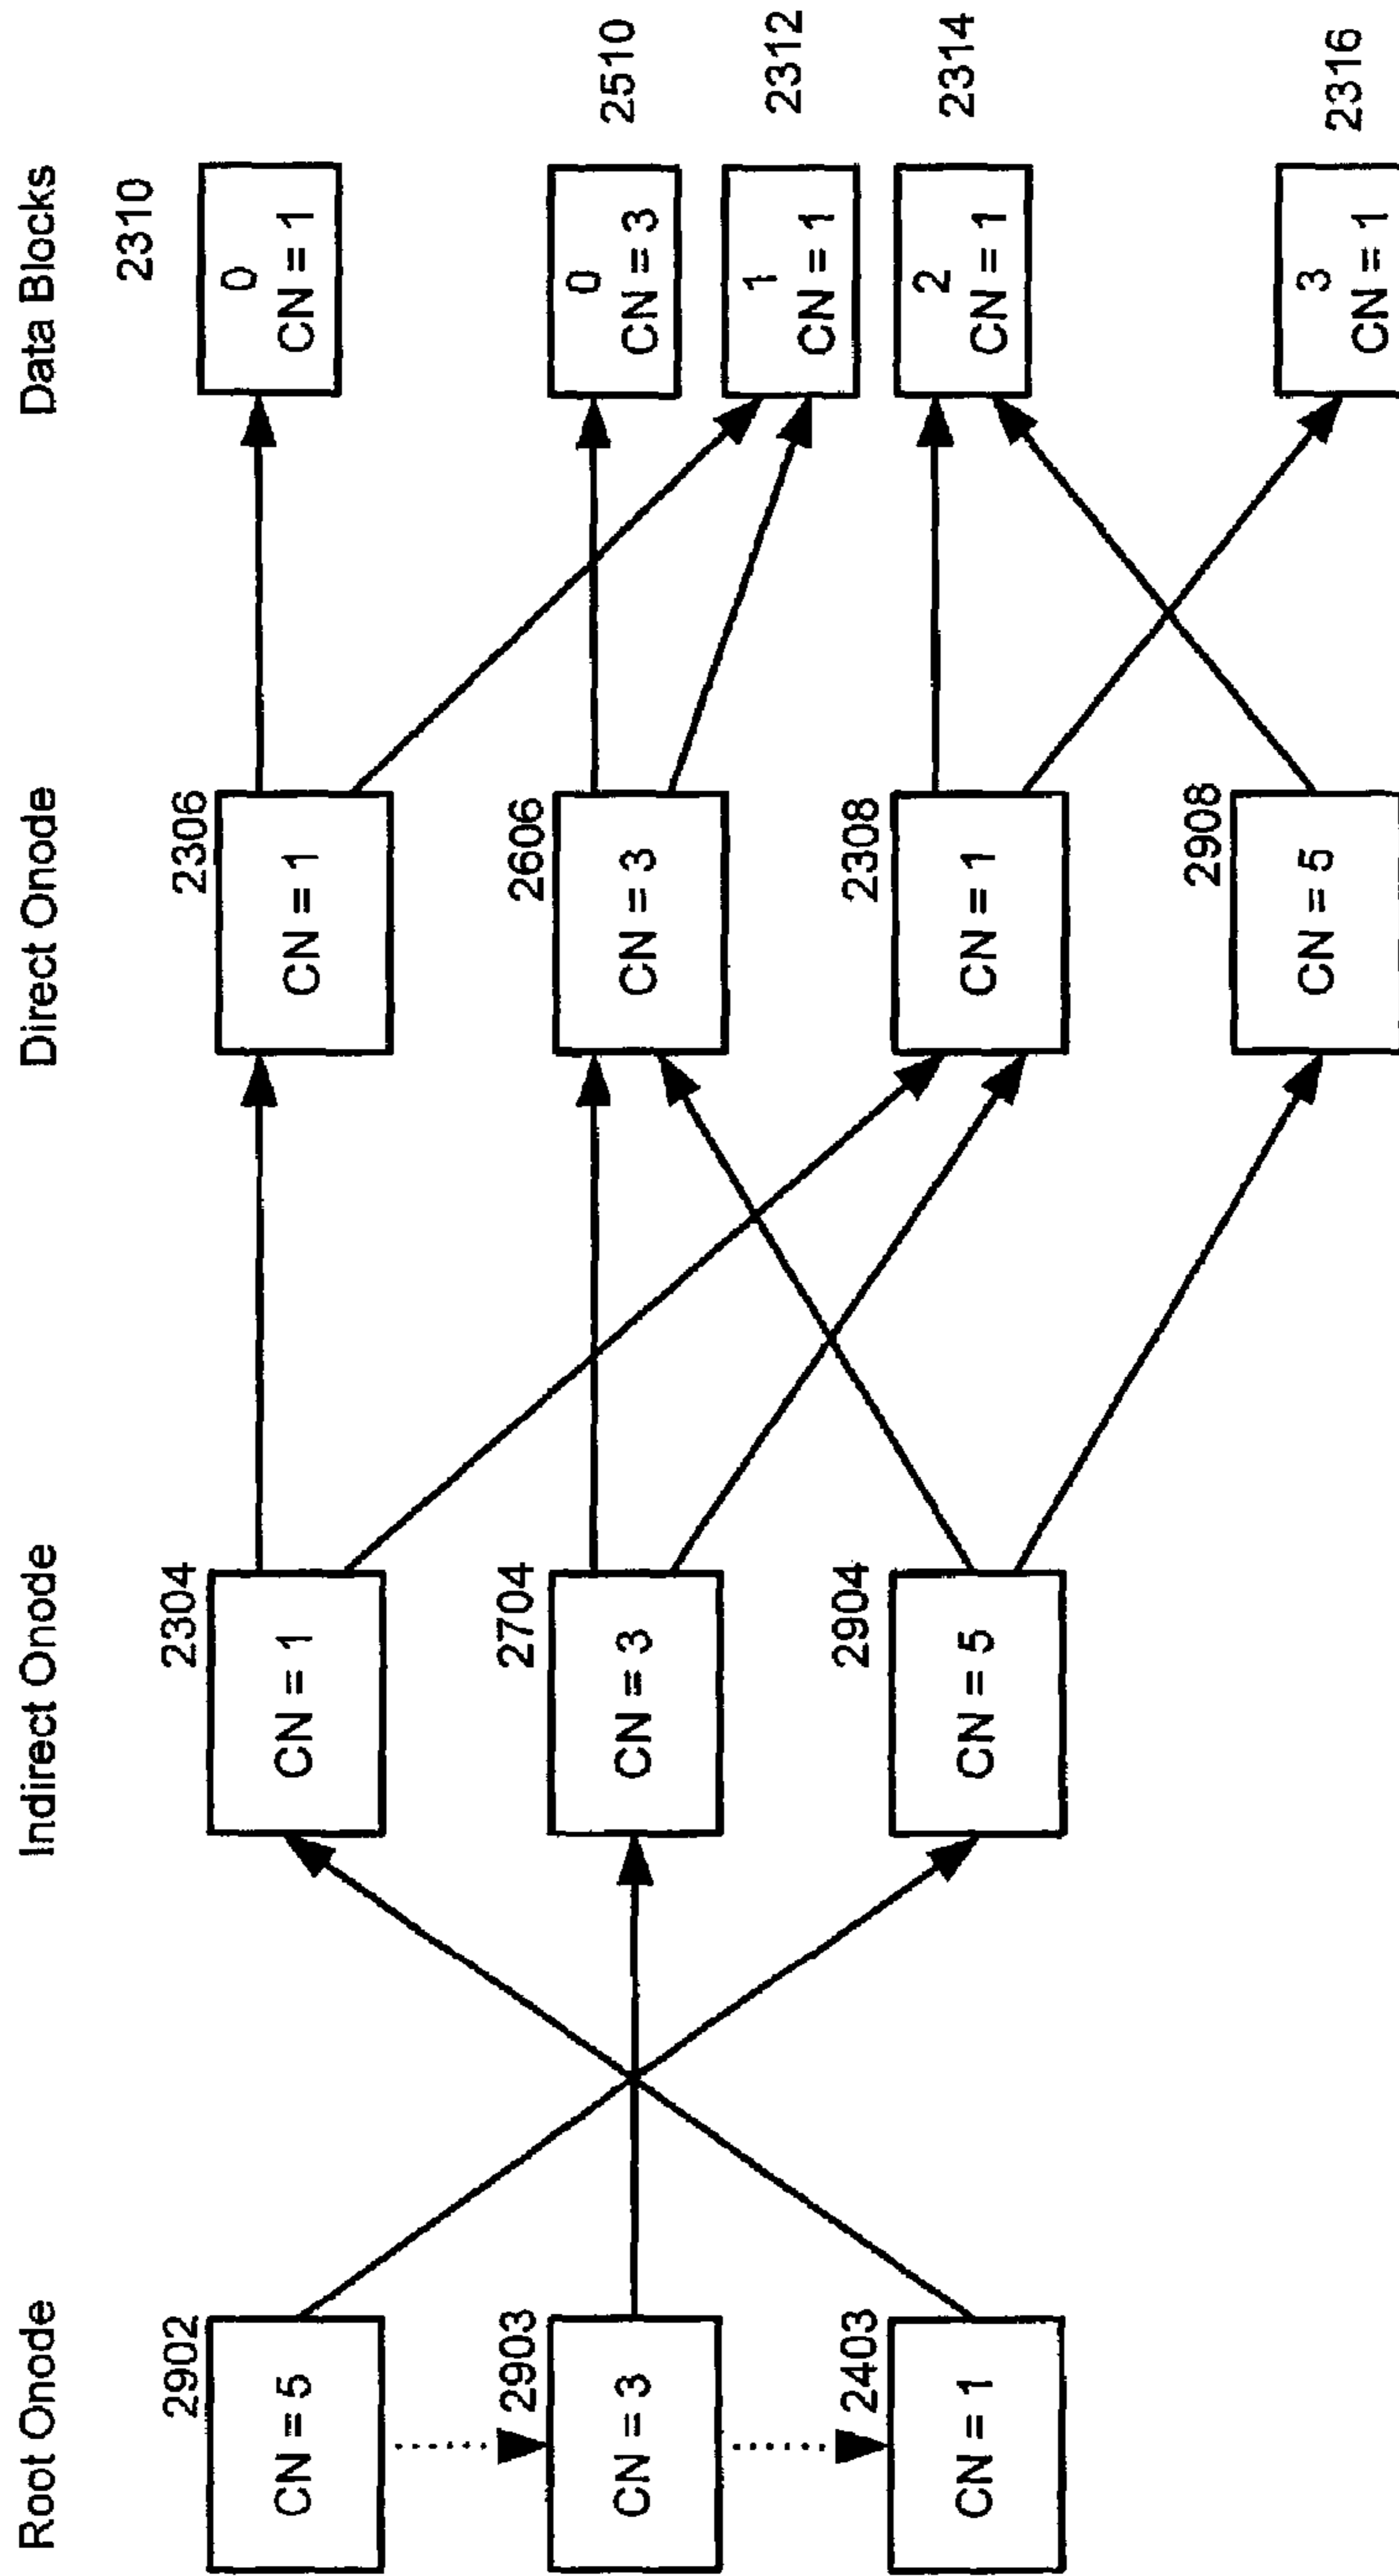 Root Onode
Indirect Onode
Direct Onode
Data Blocks
2902
CN = 5
2903
CN = 3
2403
CN = 1
2304
CN = 1
2704
CN = 3
2904
CN = 5
2306
CN = 1
2606
CN = 3
2308
CN = 1
2908
CN = 5
2310
0
CN = 1
2510
0
CN = 3
2312
1
CN = 1
2314
2
CN = 1
2316
3
CN = 1